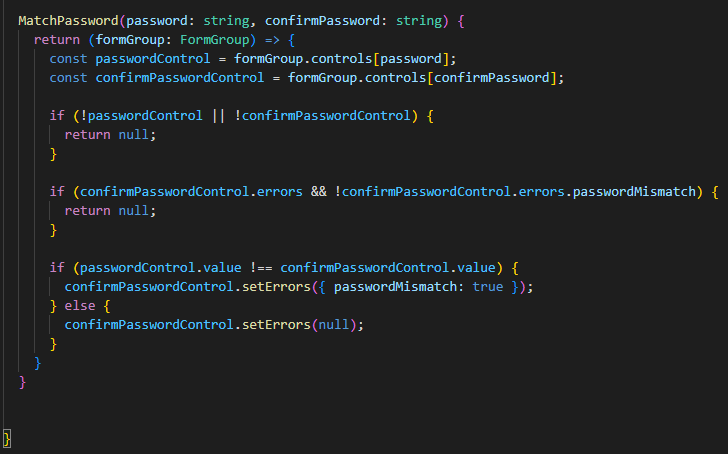 MatchPassword(password: string, confirmPassword: string) {
return (formGroup: FormGroup) => {
const passwordControl = formGroup.controls[password];
const confirmPasswordControl = formGroup.controls[confirmPassword];
if (!passwordControl || !confirmPasswordControl) {
return null;
}
if (confirmPasswordControl.errors && !confirmPasswordControl.errors.passwordMismatch) {
return null;
}
if (passwordControl.value !== confirmPasswordControl.value) {
confirmPasswordControl.setErrors({ passwordMismatch: true });
} else {
confirmPasswordControl.setErrors(null);
}
}
}
}